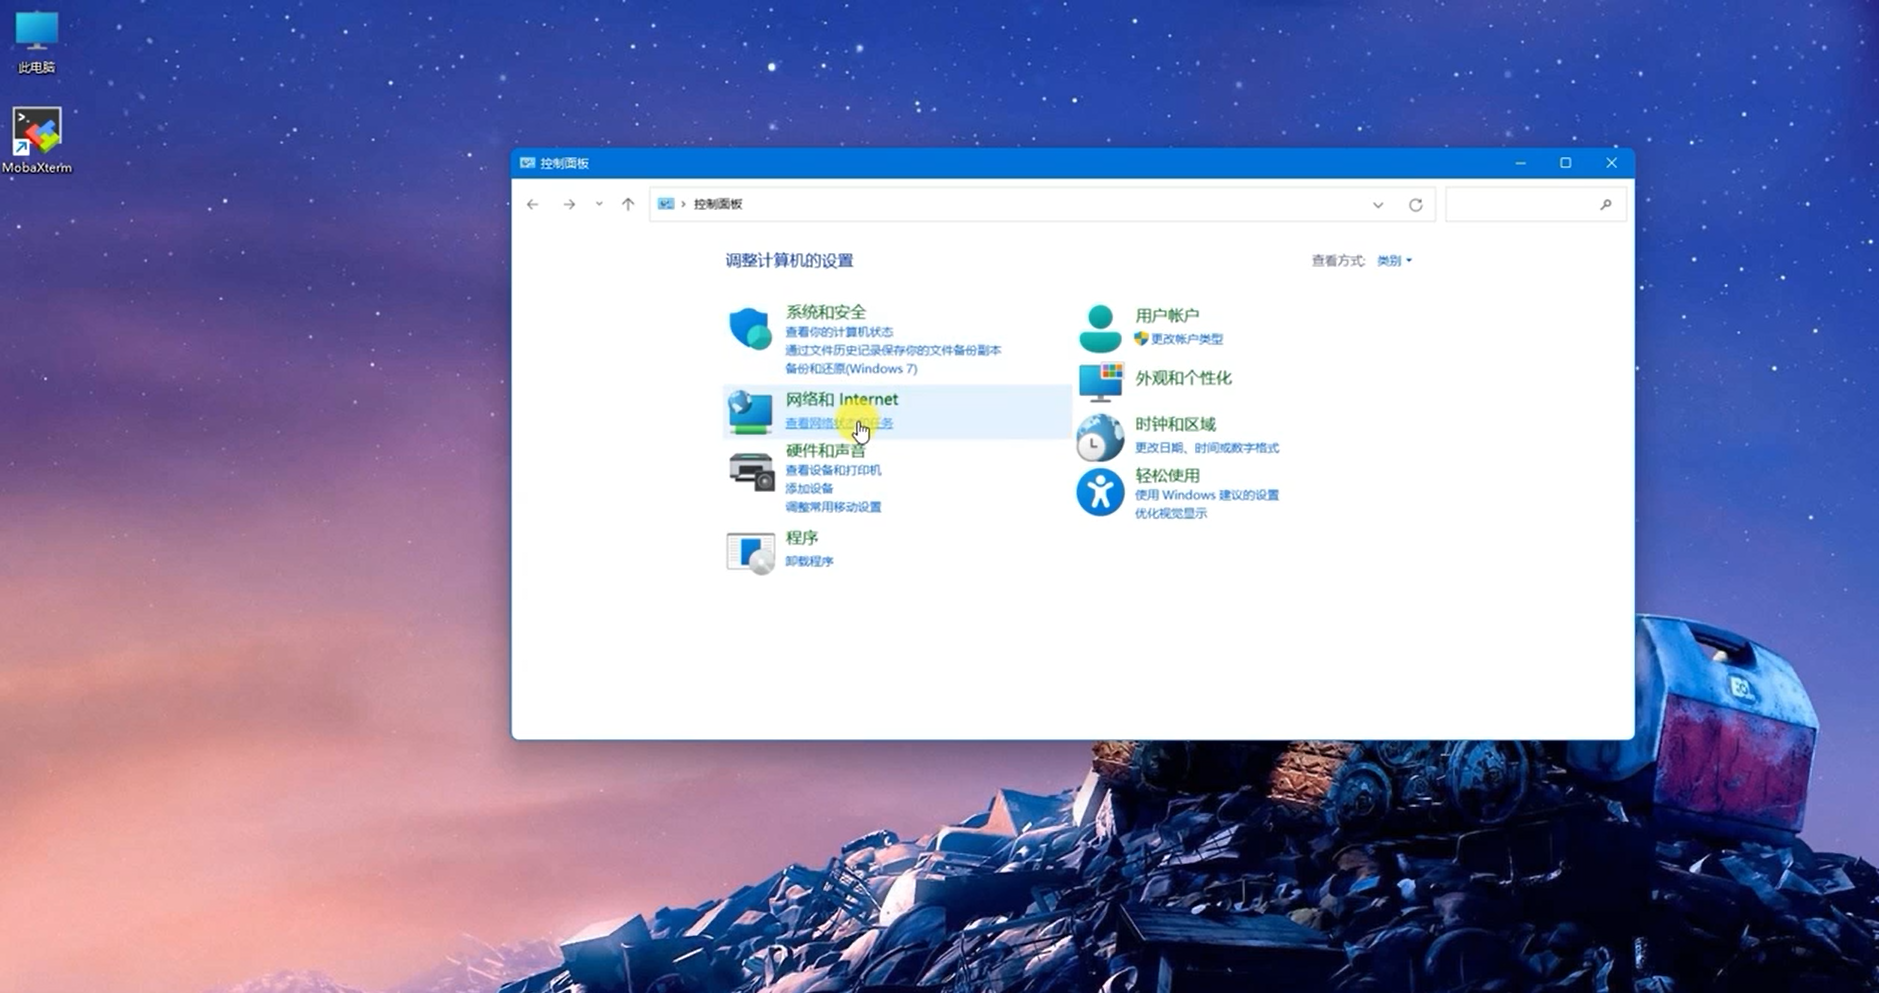 此电脑
MobaXterm
控制面板
控制面板
调整计算机的设置
查看方式: 类别
系统和安全
查看你的计算机状态
通过文件历史记录保存你的文件备份副本
备份和还原(Windows 7)
网络和 Internet
查看网络状态和任务
硬件和声音
查看设备和打印机
添加设备
调整常用移动设置
程序
卸载程序
用户帐户
更改帐户类型
外观和个性化
时钟和区域
更改日期、时间或数字格式
轻松使用
使用 Windows 建议的设置
优化视觉显示